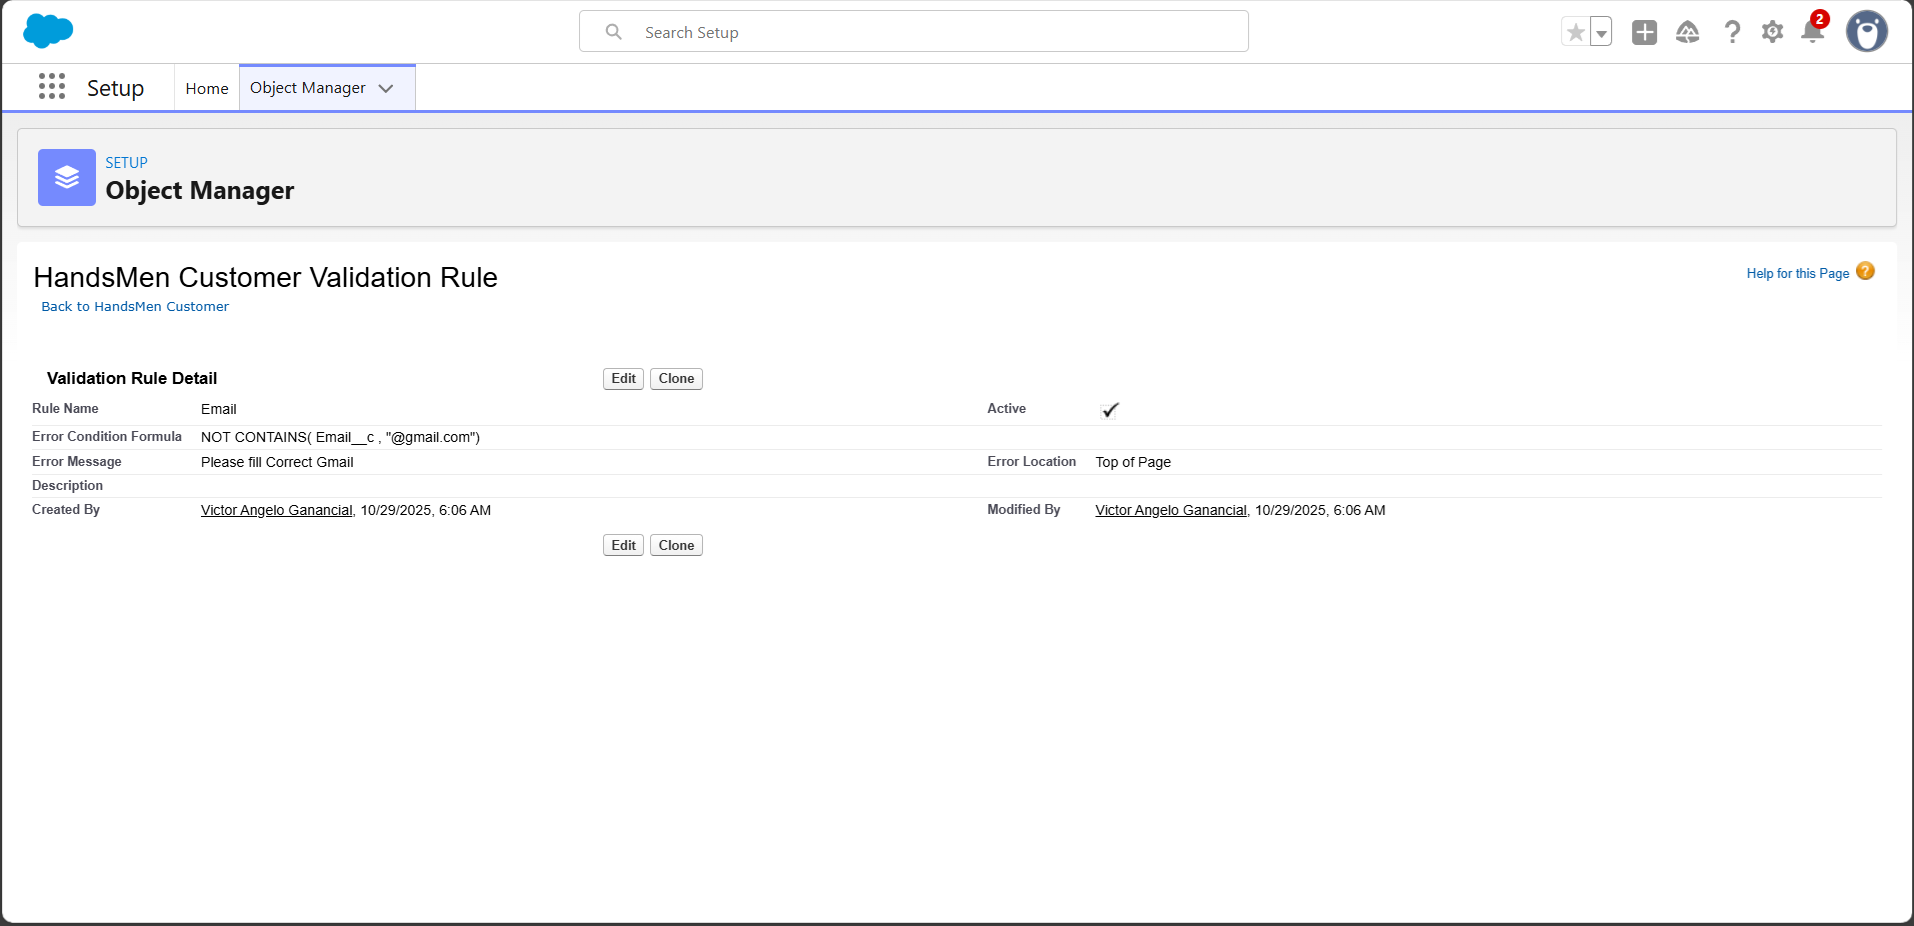 Search Setup
2
Setup
Home
Object Manager
SETUP
Object Manager
HandsMen Customer Validation Rule
Help for this Page
Back to HandsMen Customer
Validation Rule Detail
Edit Clone
Rule Name Email Active
Error Condition Formula NOT CONTAINS( Email__c , "@gmail.com")
Error Message Please fill Correct Gmail Error Location Top of Page
Description
Created By Victor Angelo Ganancial, 10/29/2025, 6:06 AM Modified By Victor Angelo Ganancial, 10/29/2025, 6:06 AM
Edit Clone